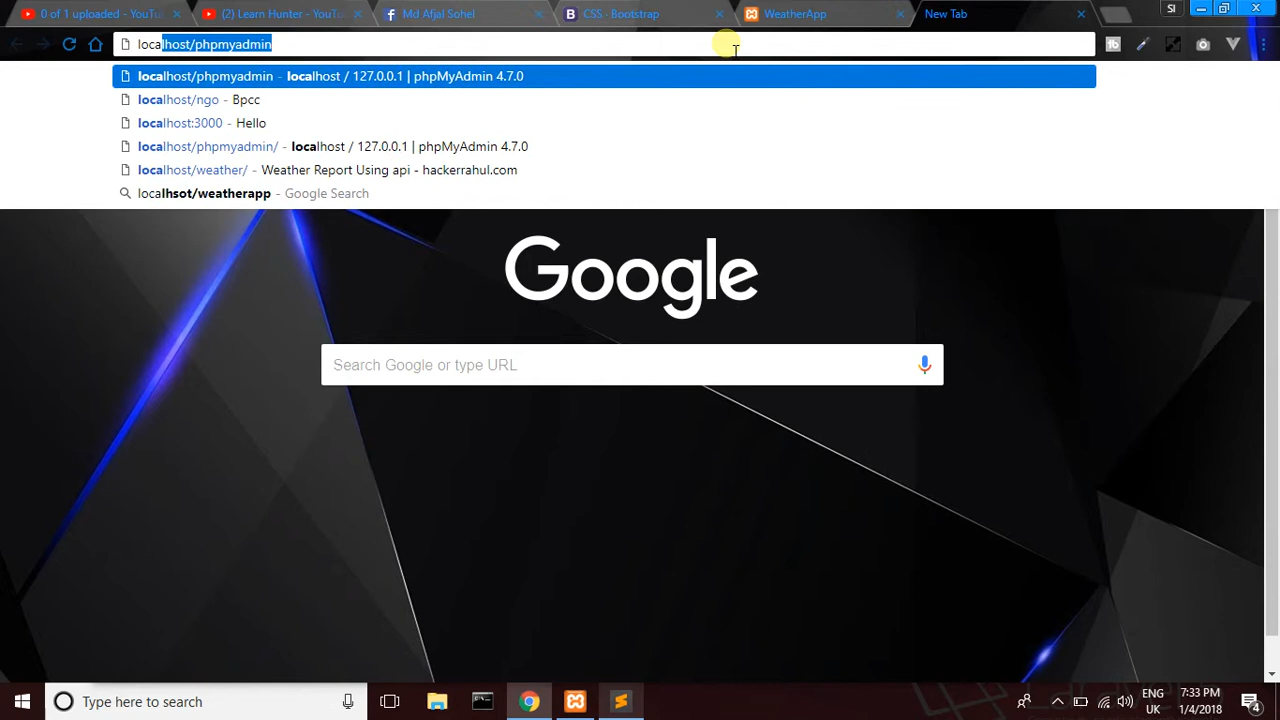 0 of 1 uploaded - YouTu
(2) Learn Hunter - YouTu
Md Afjal Sohel
CSS · Bootstrap
WeatherApp
New Tab
SI
localhost/phpmyadmin
localhost/phpmyadmin - localhost / 127.0.0.1 | phpMyAdmin 4.7.0
localhost/ngo - Bpcc
localhost:3000 - Hello
localhost/phpmyadmin/ - localhost / 127.0.0.1 | phpMyAdmin 4.7.0
localhost/weather/ - Weather Report Using api - hackerrahul.com
localhsot/weatherapp - Google Search
Google
Search Google or type URL
Type here to search
ENG
UK
7:33 PM
1/4/2018
4